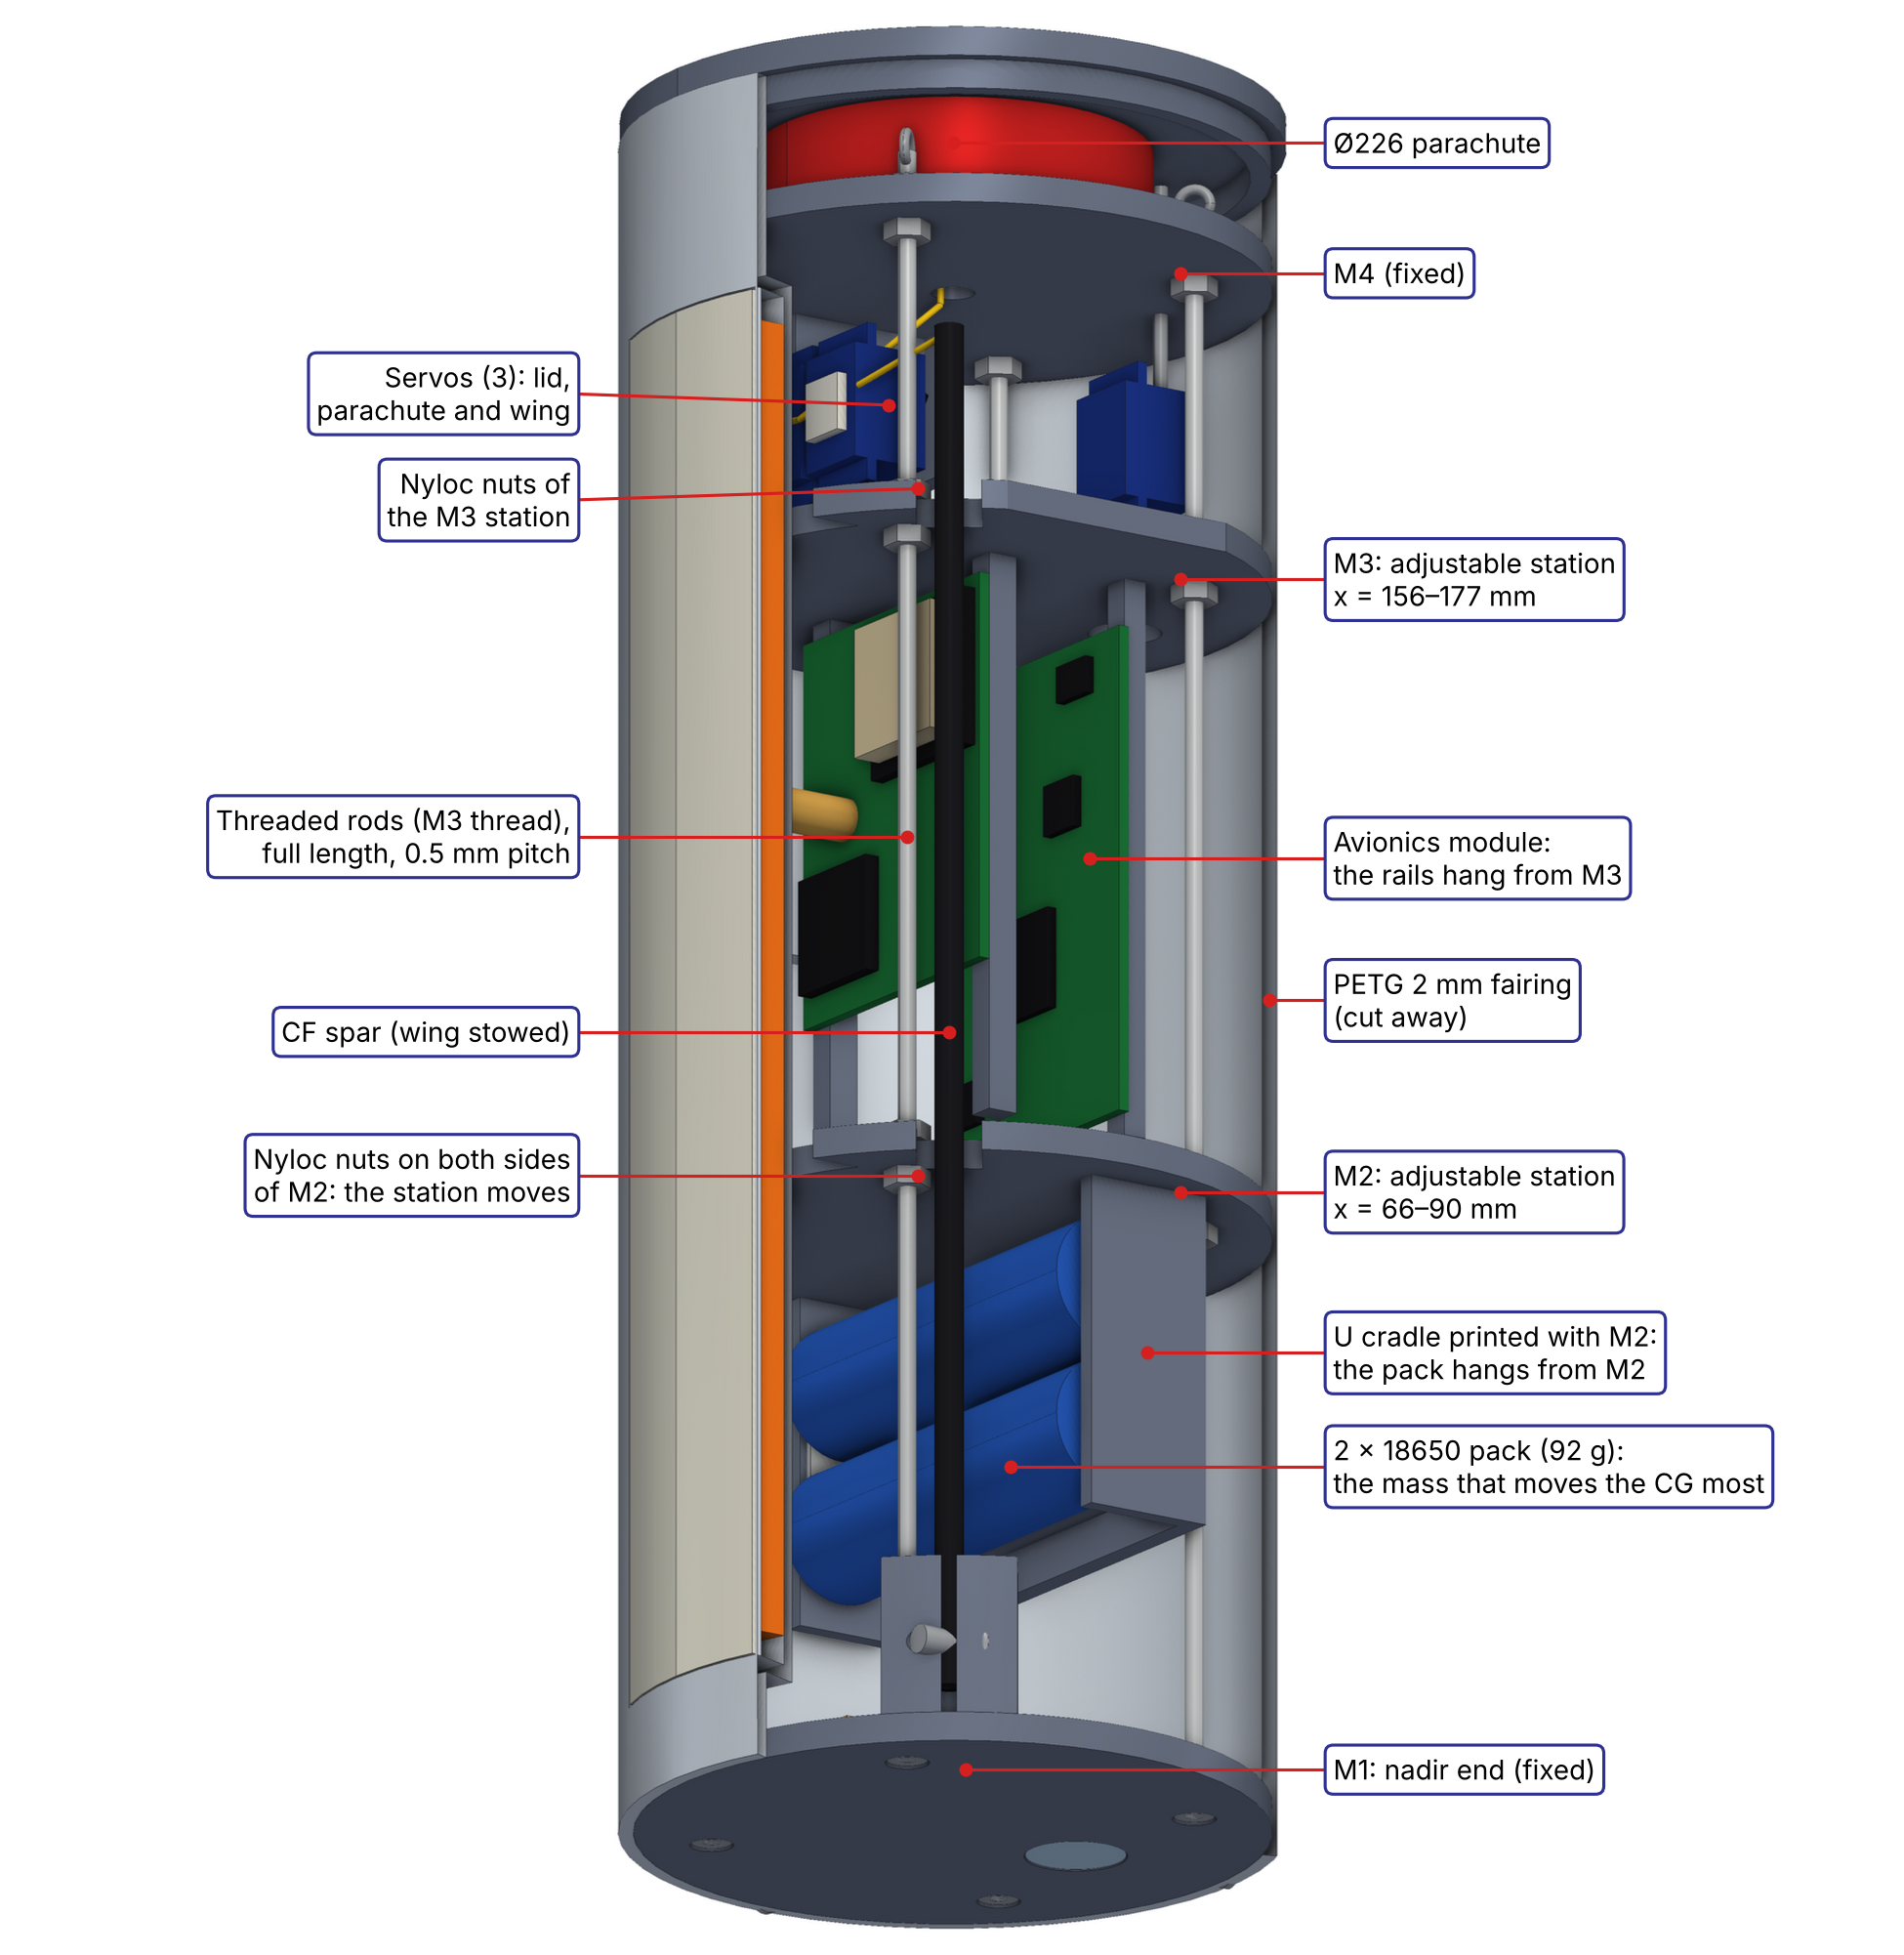 Ø226 parachute
M4 (fixed)
Servos (3): lid,
parachute and wing
Nyloc nuts of
the M3 station
M3: adjustable station
x = 156–177 mm
Threaded rods (M3 thread),
full length, 0.5 mm pitch
Avionics module:
the rails hang from M3
PETG 2 mm fairing
(cut away)
CF spar (wing stowed)
Nyloc nuts on both sides
of M2: the station moves
M2: adjustable station
x = 66–90 mm
U cradle printed with M2:
the pack hangs from M2
2 × 18650 pack (92 g):
the mass that moves the CG most
M1: nadir end (fixed)